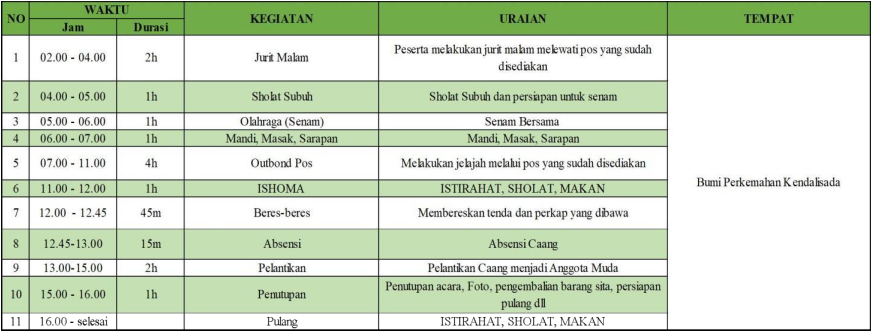 NO WAKTU KEGIATAN URAIAN TEMPAT
Jam Durasi
1 02.00 - 04.00 2h Jurit Malam Peserta melakukan jurit malam melewati pos yang sudah
disediakan
2 04.00 - 05.00 1h Sholat Subuh Sholat Subuh dan persiapan untuk senam
3 05.00 - 06.00 1h Olahraga (Senam) Senam Bersama
4 06.00 - 07.00 1h Mandi, Masak, Sarapan Mandi, Masak, Sarapan
5 07.00 - 11.00 4h Outbond Pos Melakukan jelajah melalui pos yang sudah disediakan
6 11.00 - 12.00 1h ISHOMA ISTIRAHAT, SHOLAT, MAKAN
Bumi Perkemahan Kendalisada
7 12.00 - 12.45 45m Beres-beres Membereskan tenda dan perkap yang dibawa
8 12.45-13.00 15m Absensi Absensi Caang
9 13.00-15.00 2h Pelantikan Pelantikan Caang menjadi Anggota Muda
10 15.00 - 16.00 1h Penutupan Penutupan acara, Foto, pengembalian barang sita, persiapan
pulang dll
11 16.00 - selesai Pulang ISTIRAHAT, SHOLAT, MAKAN